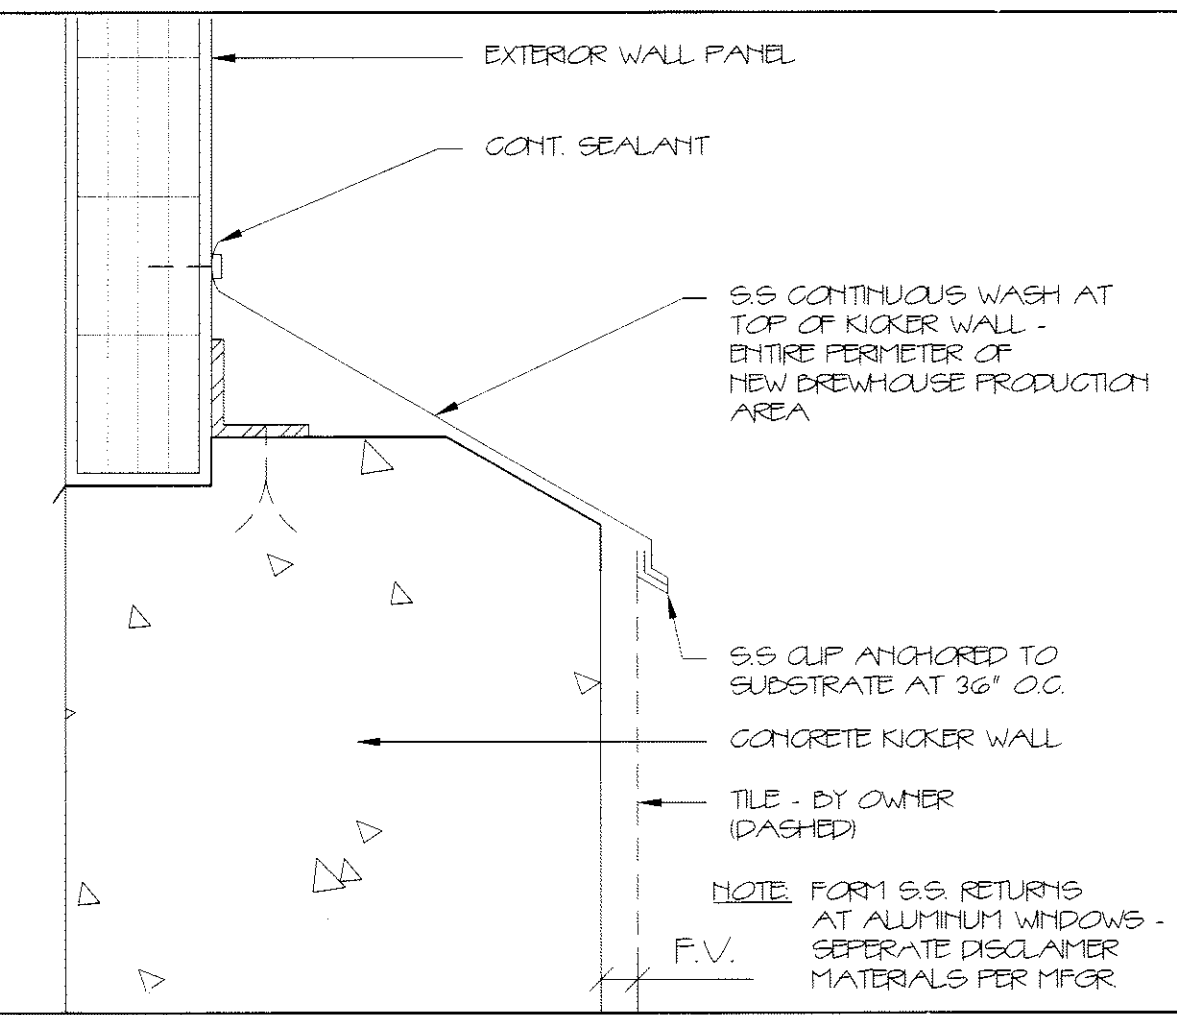 EXTERIOR WALL PANEL
CONT. SEALANT
S.S CONTINUOUS WASH AT
TOP OF KICKER WALL -
ENTIRE PERIMETER OF
NEW BREWHOUSE PRODUCTION
AREA
S.S CLIP ANCHORED TO
SUBSTRATE AT 36" O.C.
CONCRETE KICKER WALL
TILE - BY OWNER
(DASHED)
NOTE: FORM S.S. RETURNS
AT ALUMINUM WINDOWS -
SEPERATE DISCLAIMER
MATERIALS PER MFGR.
F.V.